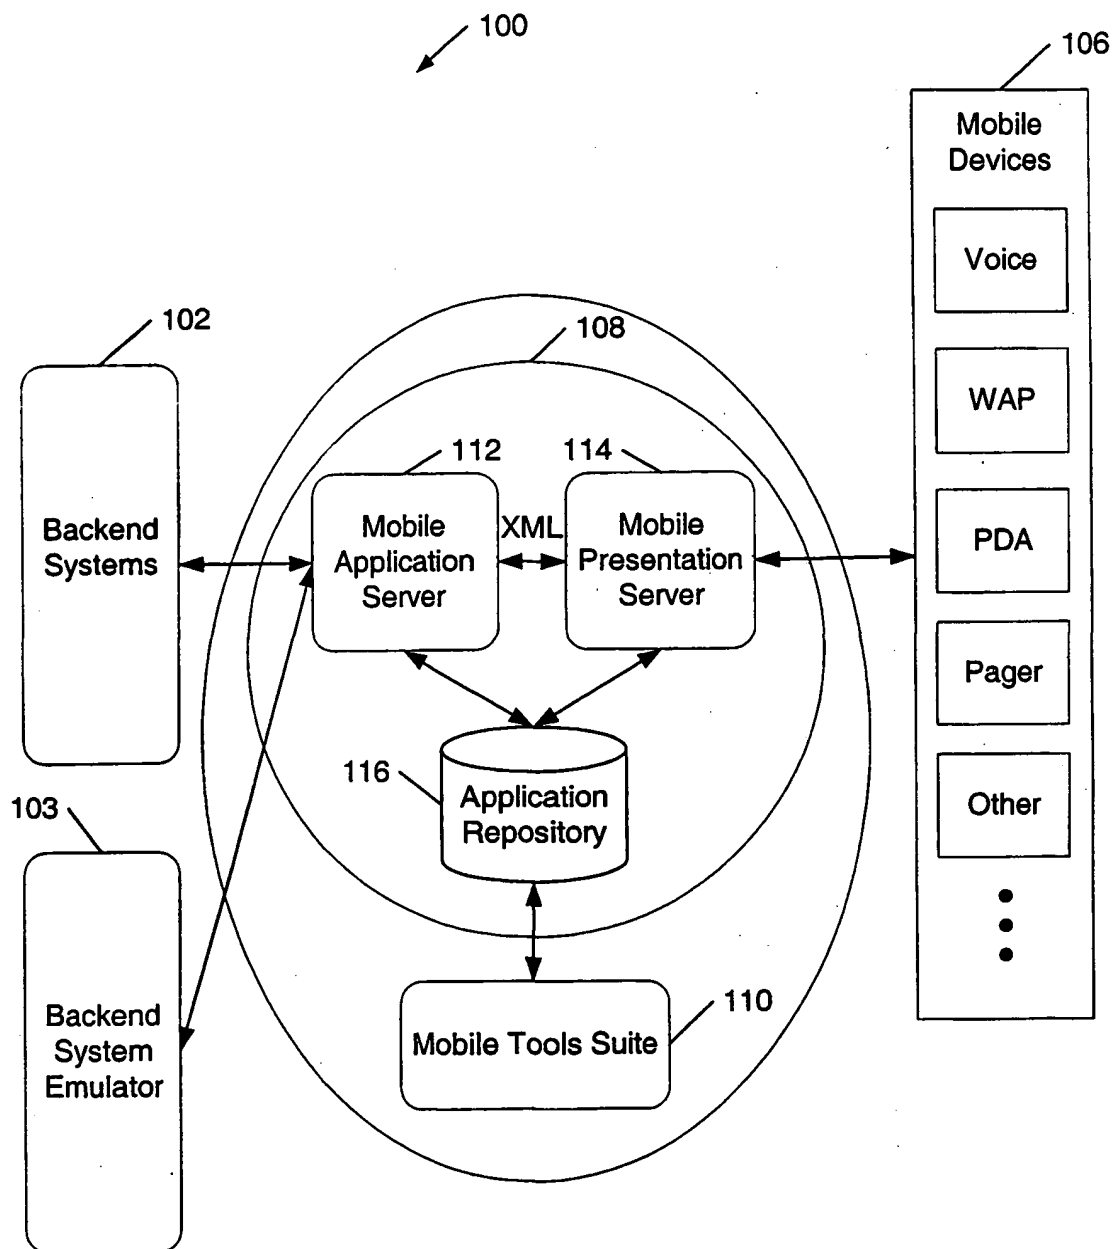 100
106
Mobile
Devices
Voice
WAP
PDA
Pager
Other
102
Backend
Systems
108
112
Mobile
Application
Server
XML
114
Mobile
Presentation
Server
116
Application
Repository
103
Backend
System
Emulator
110
Mobile Tools Suite